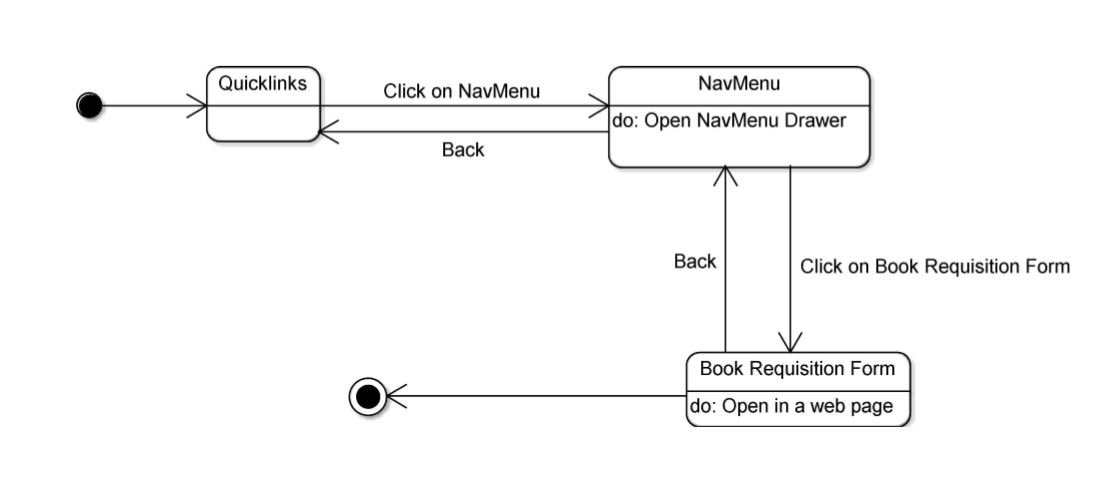 Quicklinks
Click on NavMenu
NavMenu
do: Open NavMenu Drawer
Back
Back
Click on Book Requisition Form
Book Requisition Form
do: Open in a web page